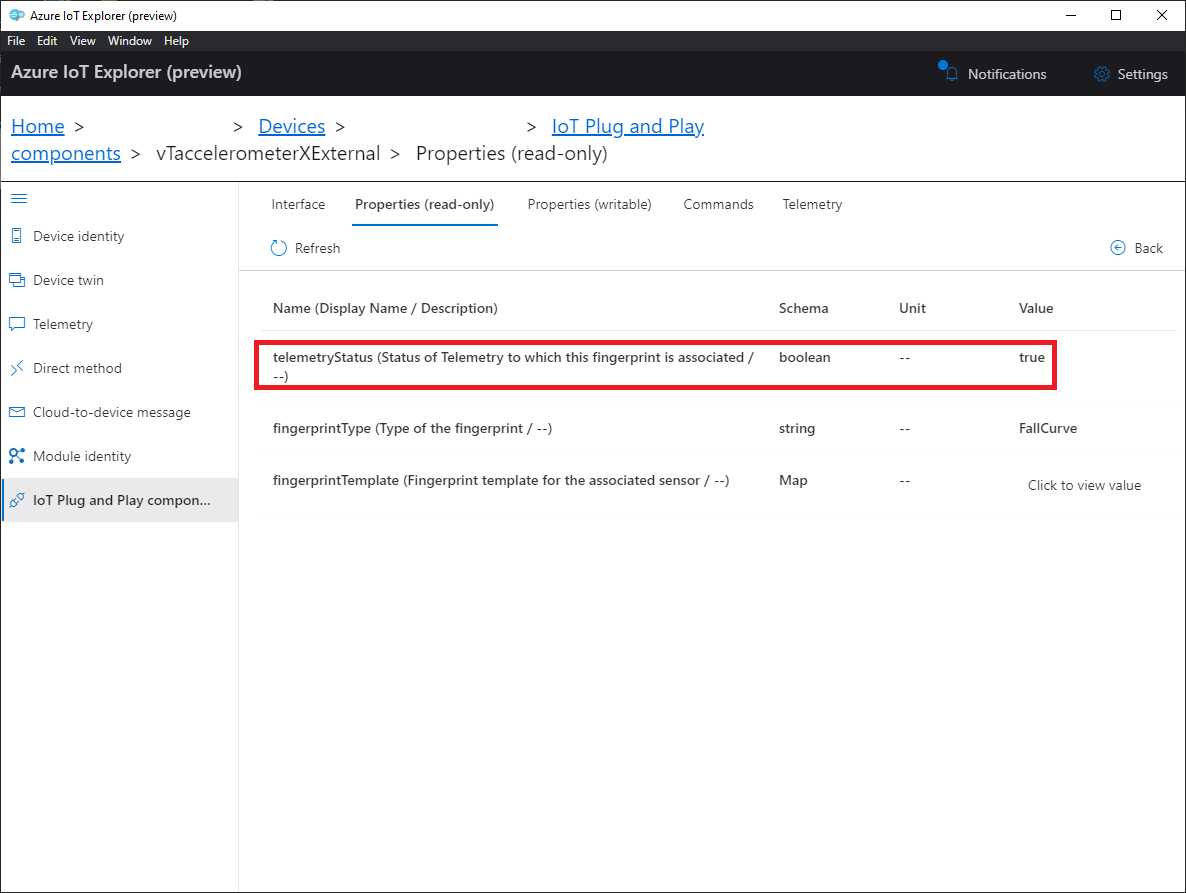 Azure IoT Explorer (preview)
File Edit View Window Help
Azure IoT Explorer (preview)
Notifications
Settings
Home > > Devices > > IoT Plug and Play
components > vTaccelerometerXExternal > Properties (read-only)
Interface Properties (read-only) Properties (writable) Commands Telemetry
Refresh
Back
Device identity
Device twin
Telemetry
Direct method
Cloud-to-device message
Module identity
IoT Plug and Play compon...
Name (Display Name / Description) Schema Unit Value
telemetryStatus (Status of Telemetry to which this fingerprint is associated / boolean -- true
--)
fingerprintType (Type of the fingerprint / --) string -- FallCurve
fingerprintTemplate (Fingerprint template for the associated sensor / --) Map -- Click to view value